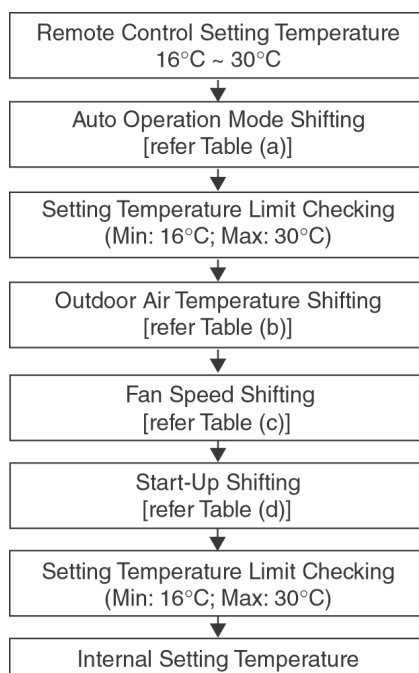 Remote Control Setting Temperature
16°C ~ 30°C
Auto Operation Mode Shifting
[refer Table (a)]
Setting Temperature Limit Checking
(Min: 16°C; Max: 30°C)
Outdoor Air Temperature Shifting
[refer Table (b)]
Fan Speed Shifting
[refer Table (c)]
Start-Up Shifting
[refer Table (d)]
Setting Temperature Limit Checking
(Min: 16°C; Max: 30°C)
Internal Setting Temperature